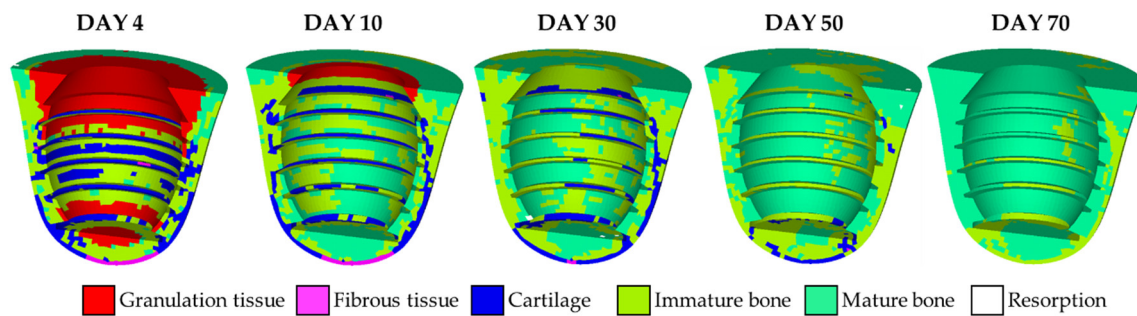 DAY 4 DAY 10 DAY 30 DAY 50 DAY 70
Granulation tissue Fibrous tissue Cartilage Immature bone Mature bone Resorption